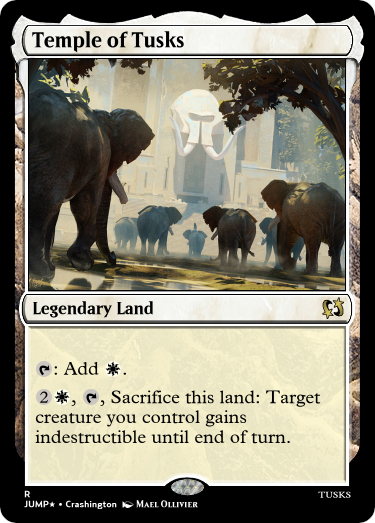 Temple of Tusks
Legendary Land
: Add .
2 , , Sacrifice this land: Target
creature you control gains
indestructible until end of turn.
R
JUMP★ • Crashington Mael Ollivier
TUSKS